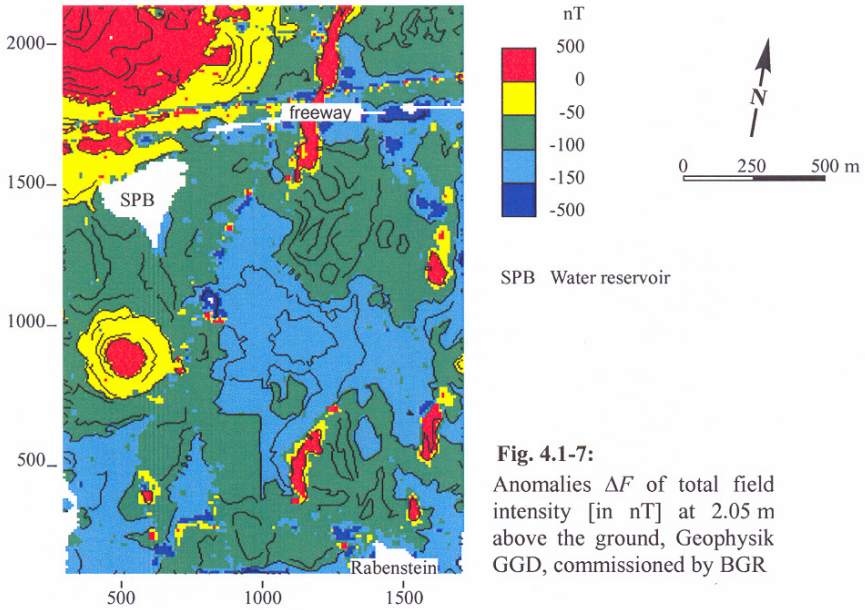 2000
1500
1000
500
500
1000
1500
freeway
SPB
Rabenstein
nT
500
0
-50
-100
-150
-500
N
0 250 500 m
SPB Water reservoir
Fig. 4.1-7:
Anomalies ΔF of total field
intensity [in nT] at 2.05 m
above the ground, Geophysik
GGD, commissioned by BGR